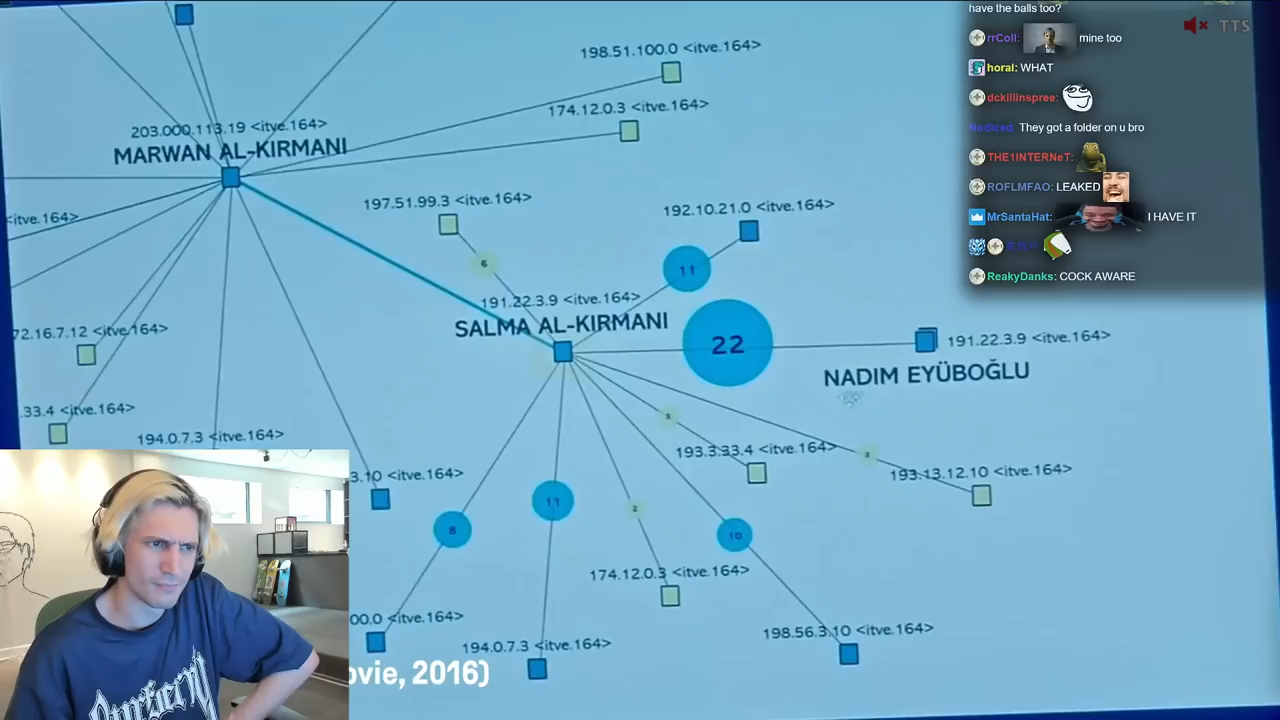 have the balls too?
TTS
rrColl: mine too
198.51.100.0 <itve.164>
horal: WHAT
174.12.0.3 <itve.164>
dckillinspree:
203.000.113.19 <itve.164>
Nodiced They got a folder on u bro
MARWAN AL-KIRMANI
THE1INTERNeT:
197.51.99.3 <itve.164>
ROFLMFAO: LEAKED
192.10.21.0 <itve.164>
MrSantaHat: I HAVE IT
<itve.164>
6
11
ReakyDanks: COCK AWARE
191.22.3.9 <itve.164>
SALMA AL-KIRMANI
72.16.7.12 <itve.164>
22
191.22.3.9 <itve.164>
NADIM EYÜBOĞLU
.33.4 <itve.164>
194.0.7.3 <itve.164>
193.3.33.4 <itve.164>
3.10 <itve.164>
193.13.12.10 <itve.164>
8
11
2
10
174.12.0.3 <itve.164>
00.0 <itve.164>
194.0.7.3 <itve.164>
198.56.3.10 <itve.164>
ovie, 2016)